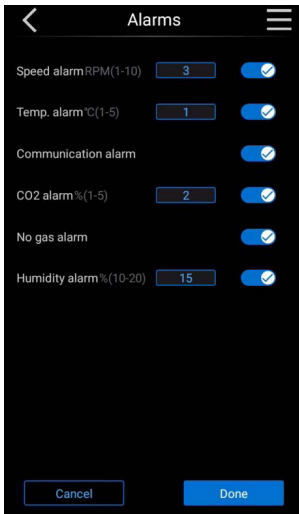 Alarms
Speed alarm RPM(1-10) 3
Temp. alarm °C(1-5) 1
Communication alarm
CO2 alarm %(1-5) 2
No gas alarm
Humidity alarm %(10-20) 15
Cancel Done